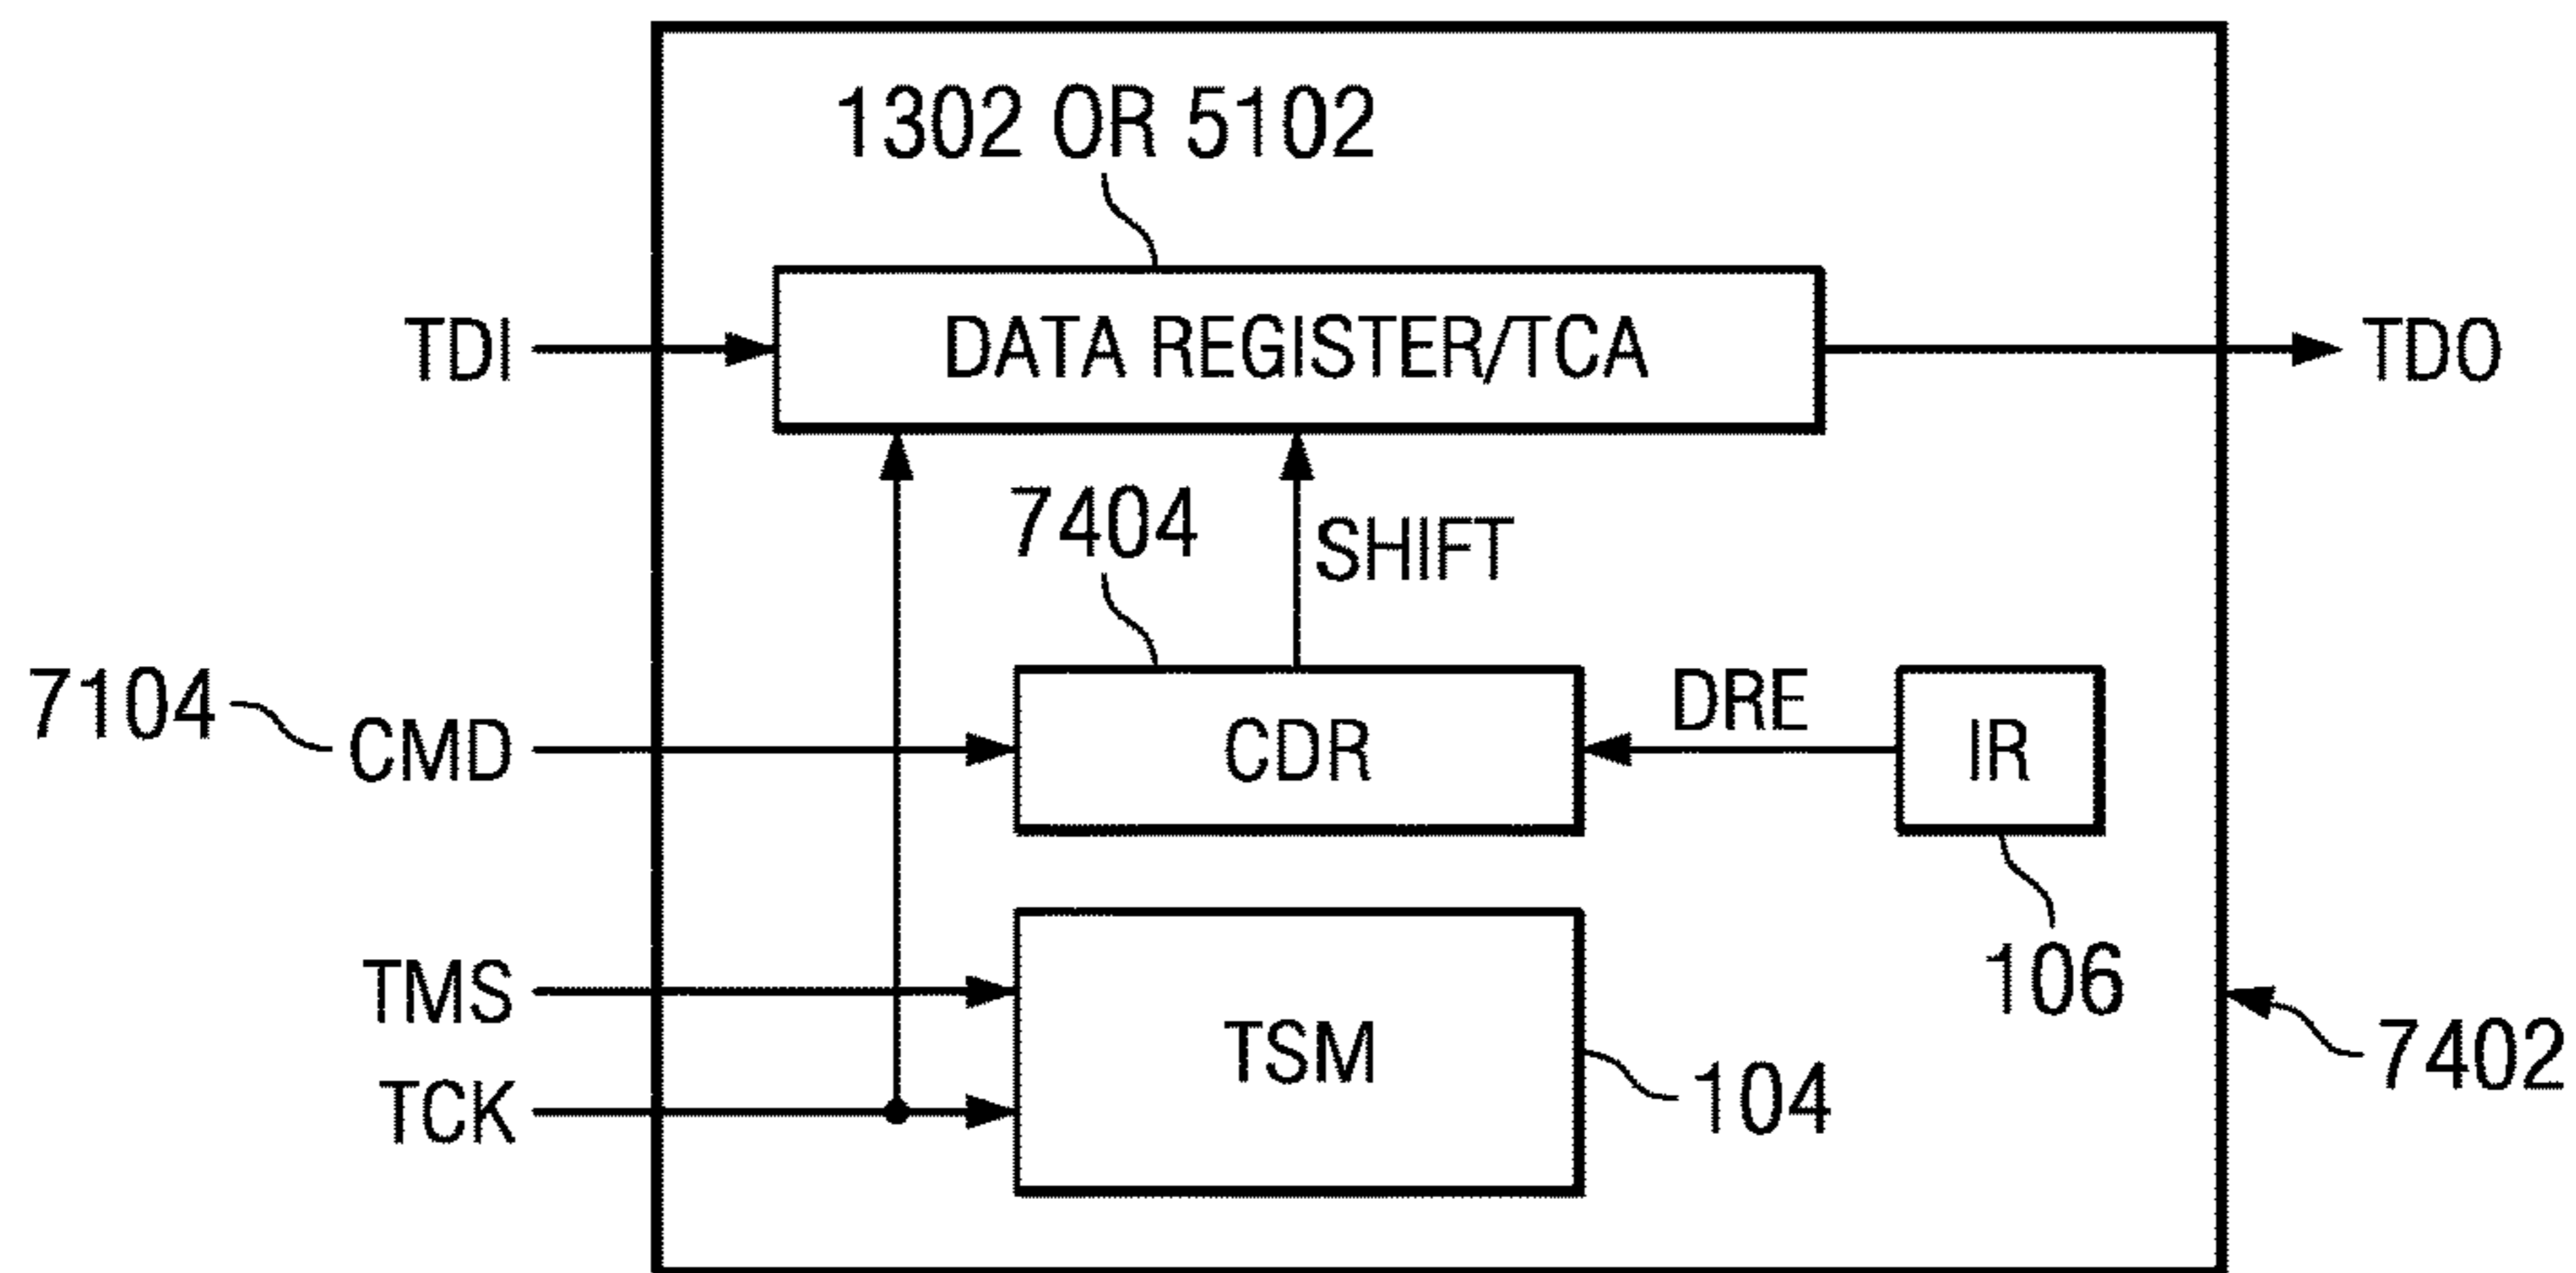 1302 OR 5102
TDI
DATA REGISTER/TCA
TDO
7404
SHIFT
7104
CMD
CDR
DRE
IR
TMS
TSM
106
TCK
104
7402